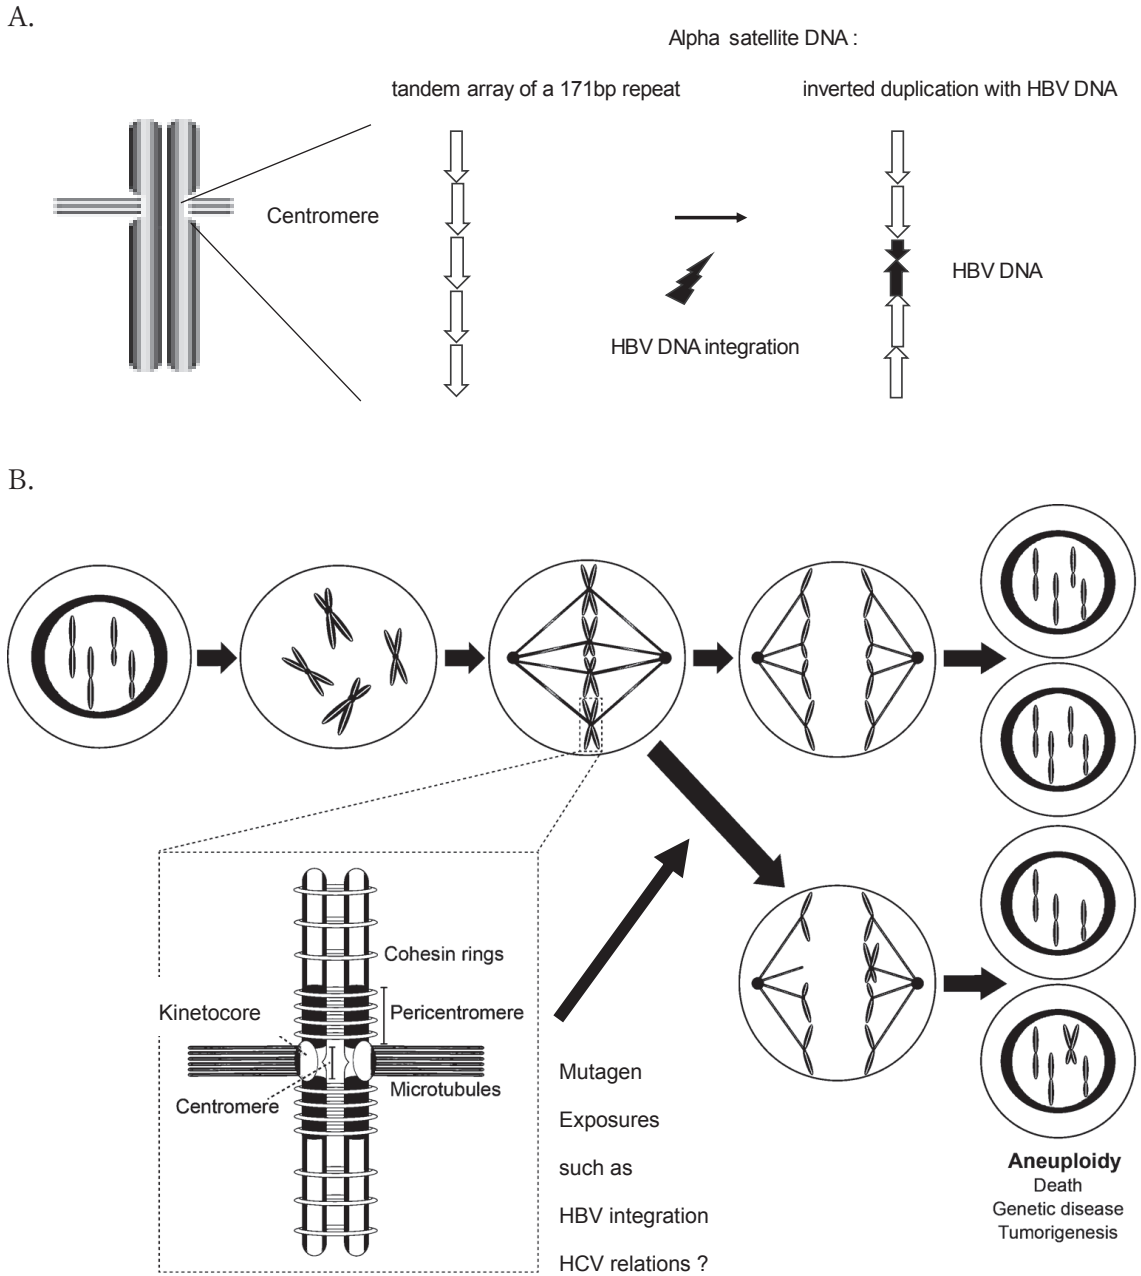 A.
Alpha satellite DNA :
tandem array of a 171bp repeat
inverted duplication with HBV DNA
Centromere
HBV DNA
HBV DNA integration
B.
Cohesin rings
Kinetocore
Pericentromere
Microtubules
Centromere
Mutagen
Exposures
such as
HBV integration
HCV relations ?
Aneuploidy
Death
Genetic disease
Tumorigenesis